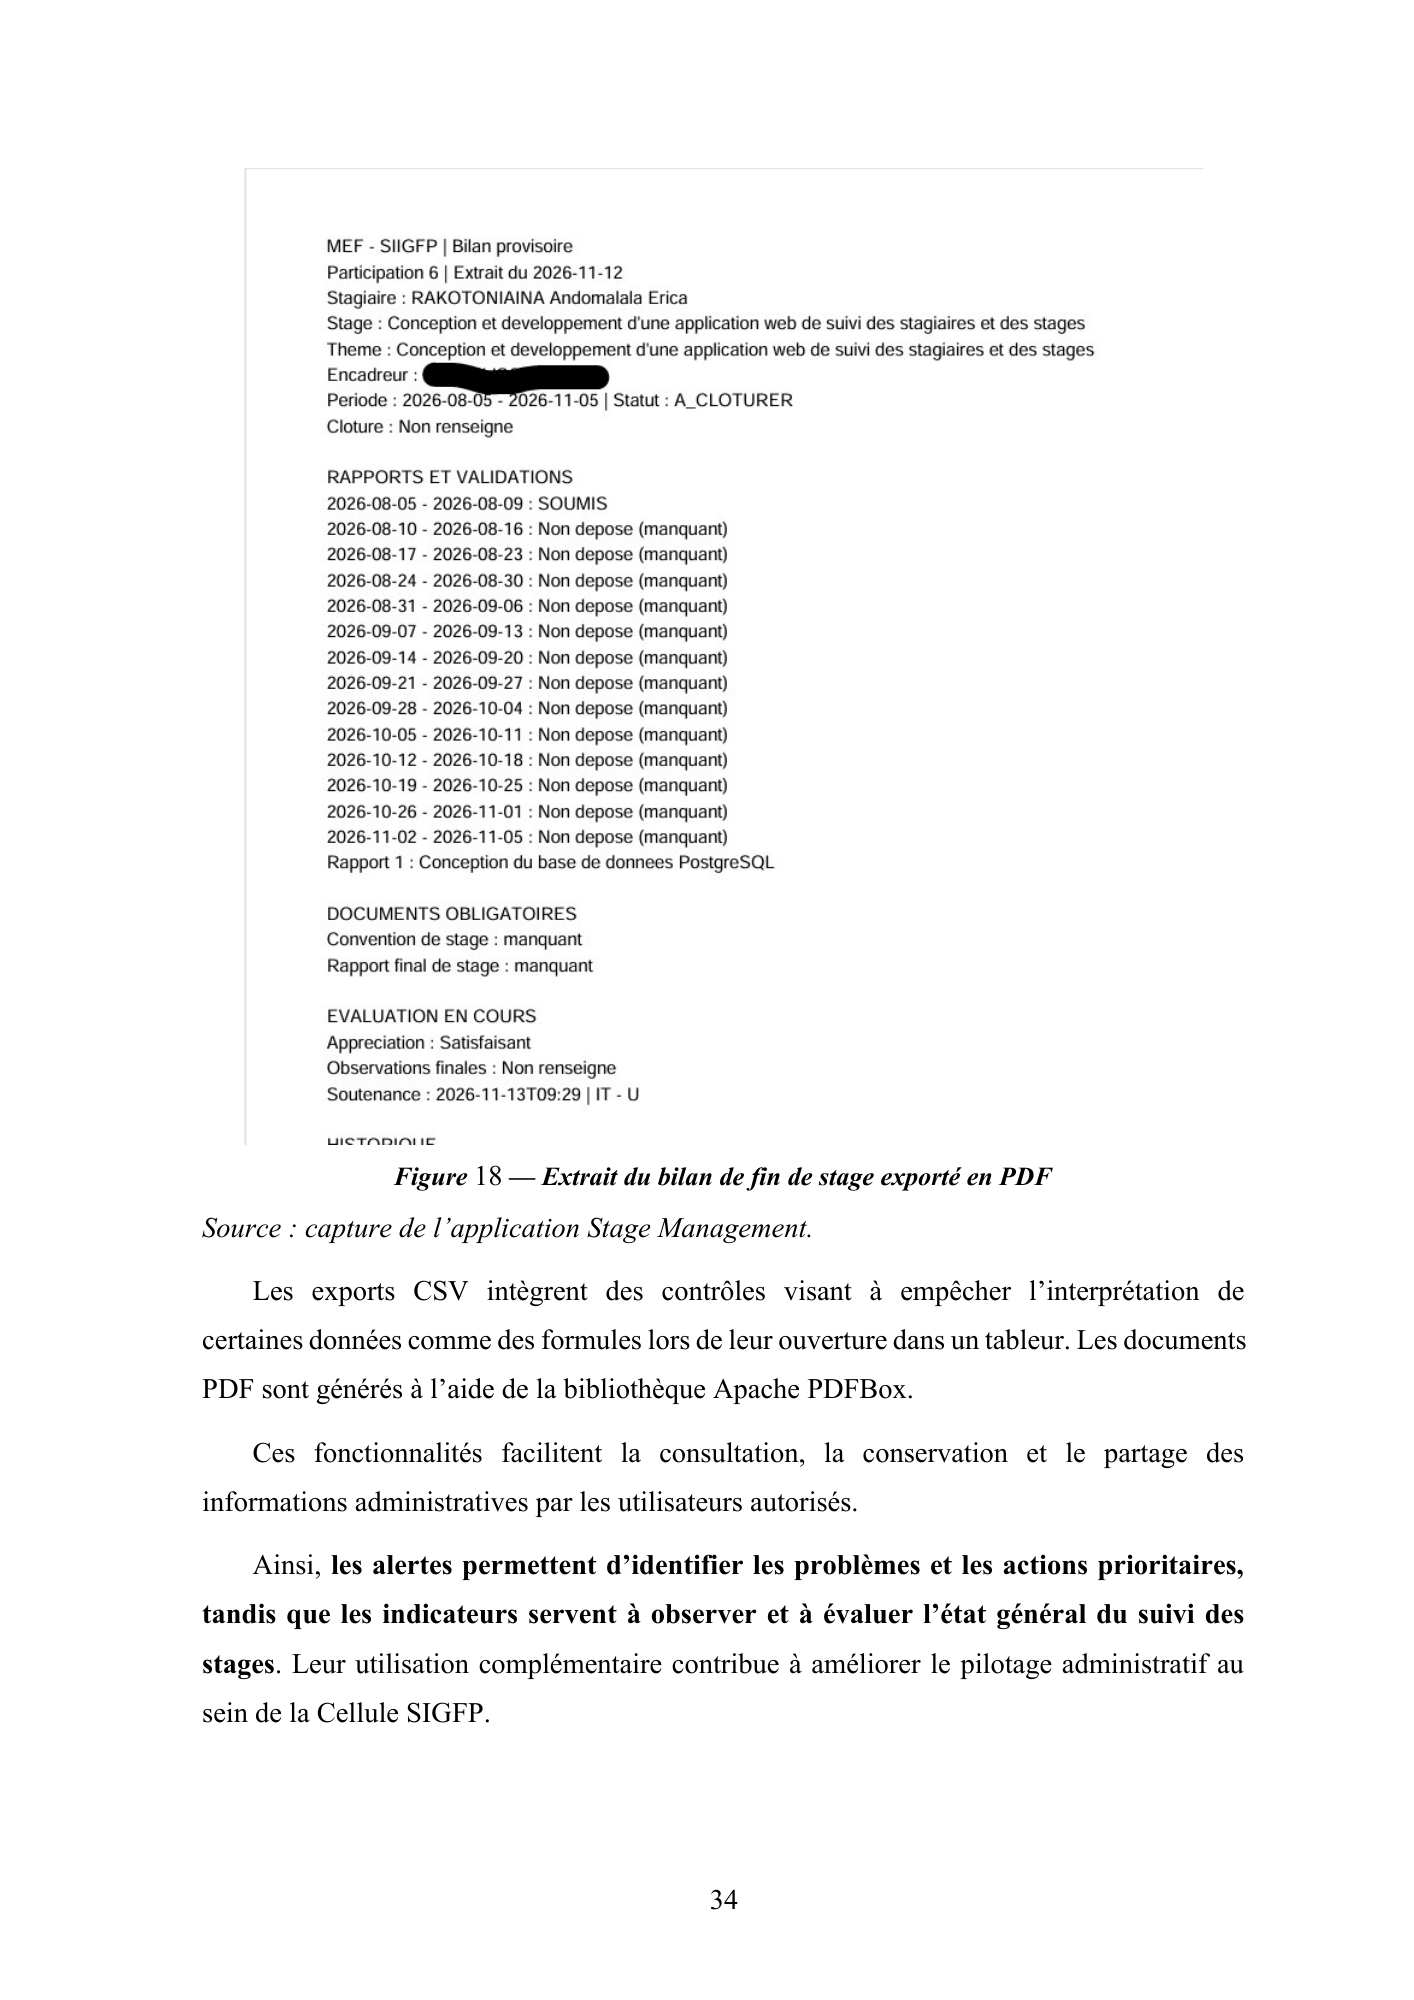 MEF - SIIGFP | Bilan provisoire
Participation 6 | Extrait du 2026-11-12
Stagiaire : RAKOTONIAINA Andomalala Erica
Stage : Conception et developpement d'une application web de suivi des stagiaires et des stages
Theme : Conception et developpement d'une application web de suivi des stagiaires et des stages
Encadreur :
Periode : 2026-08-05 - 2026-11-05 | Statut : A_CLOTURER
Cloture : Non renseigne
RAPPORTS ET VALIDATIONS
2026-08-05 - 2026-08-09 : SOUMIS
2026-08-10 - 2026-08-16 : Non depose (manquant)
2026-08-17 - 2026-08-23 : Non depose (manquant)
2026-08-24 - 2026-08-30 : Non depose (manquant)
2026-08-31 - 2026-09-06 : Non depose (manquant)
2026-09-07 - 2026-09-13 : Non depose (manquant)
2026-09-14 - 2026-09-20 : Non depose (manquant)
2026-09-21 - 2026-09-27 : Non depose (manquant)
2026-09-28 - 2026-10-04 : Non depose (manquant)
2026-10-05 - 2026-10-11 : Non depose (manquant)
2026-10-12 - 2026-10-18 : Non depose (manquant)
2026-10-19 - 2026-10-25 : Non depose (manquant)
2026-10-26 - 2026-11-01 : Non depose (manquant)
2026-11-02 - 2026-11-05 : Non depose (manquant)
Rapport 1 : Conception du base de donnees PostgreSQL
DOCUMENTS OBLIGATOIRES
Convention de stage : manquant
Rapport final de stage : manquant
EVALUATION EN COURS
Appreciation : Satisfaisant
Observations finales : Non renseigne
Soutenance : 2026-11-13T09:29 | IT - U
HISTORIQUE
Figure 18 — Extrait du bilan de fin de stage exporté en PDF
Source : capture de l’application Stage Management.
Les exports CSV intègrent des contrôles visant à empêcher l’interprétation de
certaines données comme des formules lors de leur ouverture dans un tableur. Les documents
PDF sont générés à l’aide de la bibliothèque Apache PDFBox.
Ces fonctionnalités facilitent la consultation, la conservation et le partage des
informations administratives par les utilisateurs autorisés.
Ainsi, les alertes permettent d’identifier les problèmes et les actions prioritaires,
tandis que les indicateurs servent à observer et à évaluer l’état général du suivi des
stages. Leur utilisation complémentaire contribue à améliorer le pilotage administratif au
sein de la Cellule SIGFP.
34